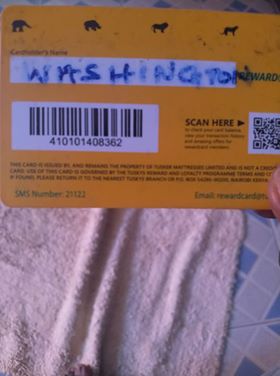 Cardholder's Name
WASHINGTON
REWARD
410101408362
SCAN HERE
to check your card balance,
view your transaction history
and amazing offers for
rewardcard members.
THIS CARD IS ISSUED BY, AND REMAINS THE PROPERTY OF TUSKER MATTRESSES LIMITED AND IS NOT A CREDIT
CARD. USE OF THIS CARD IS GOVERNED BY THE TUSKYS REWARD AND LOYALTY PROGRAMME TERMS AND
IF FOUND, PLEASE RETURN IT TO THE NEAREST TUSKYS BRANCH OR P.O. BOX NAIROBI KENYA
SMS Number: 21122
Email: rewardcard@tu